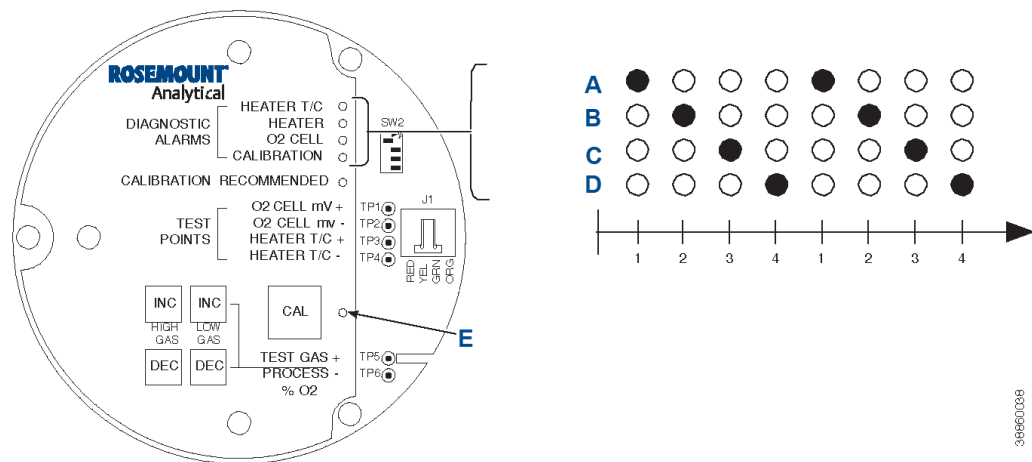 ROSEMOUNT
Analytical
DIAGNOSTIC
ALARMS
HEATER T/C
HEATER
O2 CELL
CALIBRATION
CALIBRATION RECOMMENDED
SW2
TEST
POINTS
O2 CELL mV +
O2 CELL mv -
HEATER T/C +
HEATER T/C -
TP1
TP2
TP3
TP4
J1
RED
YEL
GRN
ORG
INC
INC
HIGH
GAS
LOW
GAS
DEC
DEC
CAL
E
TEST GAS +
PROCESS -
% O2
TP5
TP6
A
B
C
D
1 2 3 4 1 2 3 4
38860038